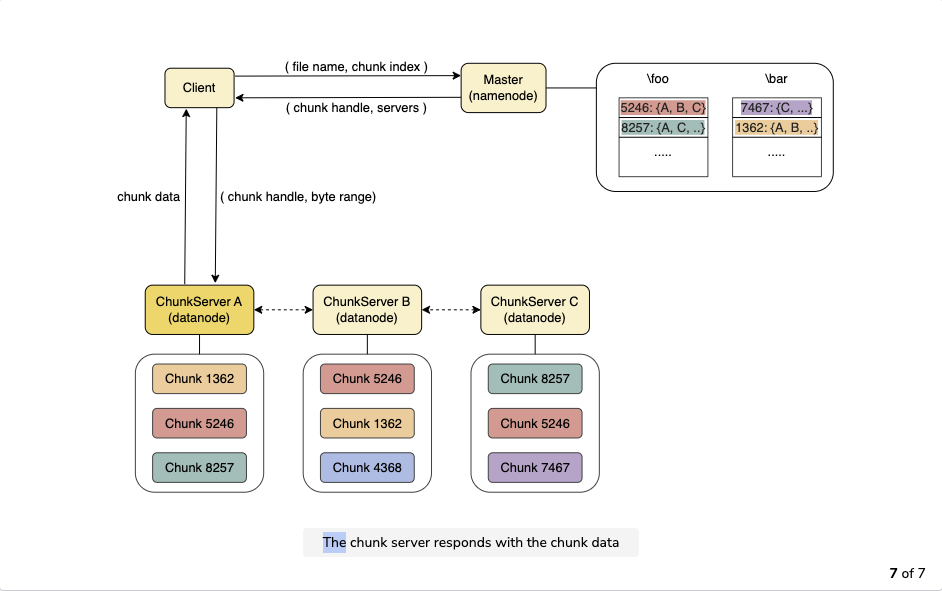 ( file name, chunk index )
Client
Master
(namenode)
( chunk handle, servers )
\foo
\bar
5246: {A, B, C}
7467: {C, ...}
8257: {A, C, ..}
1362: {A, B, ..}
.....
.....
chunk data
( chunk handle, byte range)
ChunkServer A
(datanode)
ChunkServer B
(datanode)
ChunkServer C
(datanode)
Chunk 1362
Chunk 5246
Chunk 8257
Chunk 5246
Chunk 1362
Chunk 4368
Chunk 8257
Chunk 5246
Chunk 7467
The chunk server responds with the chunk data
7 of 7